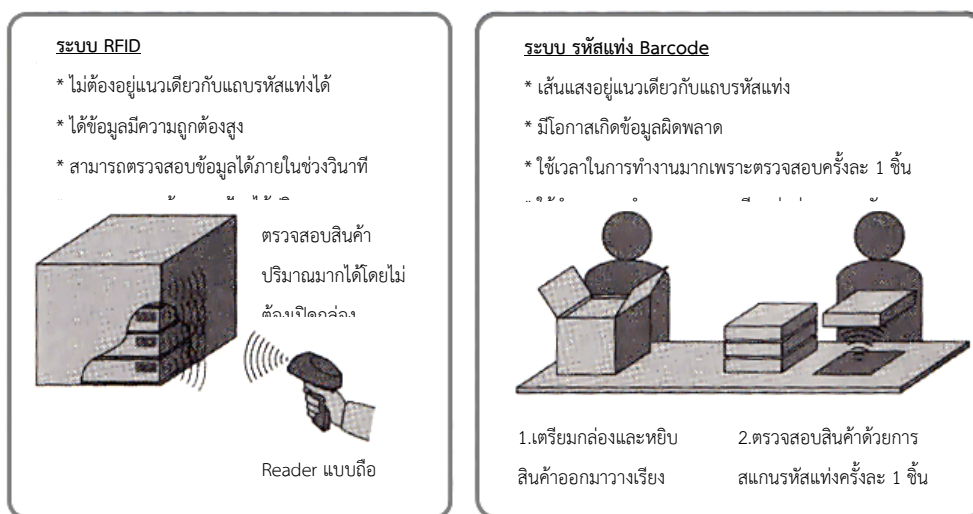 ระบบ RFID
* ไม่ต้องอยู่แนวเดียวกับแถบรหัสแท่งได้
* ได้ข้อมูลมีความถูกต้องสูง
* สามารถตรวจสอบข้อมูลได้ภายในช่วงวินาที
ตรวจสอบสินค้า
ปริมาณมากได้โดยไม่
ต้องเปิดกล่อง
Reader แบบถือ
ระบบ รหัสแท่ง Barcode
* เส้นแสงอยู่แนวเดียวกับแถบรหัสแท่ง
* มีโอกาสเกิดข้อมูลผิดพลาด
* ใช้เวลาในการทำงานมากเพราะตรวจสอบครั้งละ 1 ชิ้น
1.เตรียมกล่องและหยิบ
สินค้าออกมาวางเรียง
2.ตรวจสอบสินค้าด้วยการ
สแกนรหัสแท่งครั้งละ 1 ชิ้น